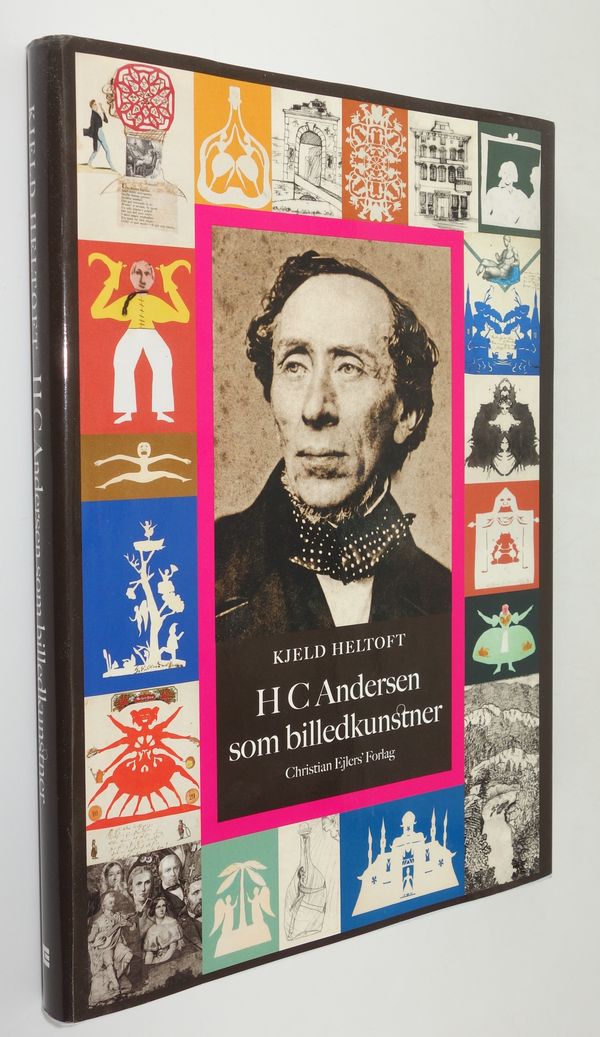 KJELD HELTOFT H C Andersen som billedkunstner
KJELD HELTOFT
H C Andersen
som billedkunstner
Christian Ejlers' Forlag